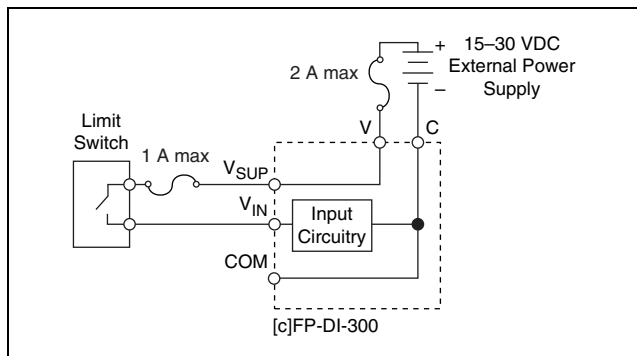 15–30 VDC
External Power
Supply
+
–
2 A max
V
C
Limit
Switch
1 A max
VSUP
VIN
Input
Circuitry
COM
[c]FP-DI-300